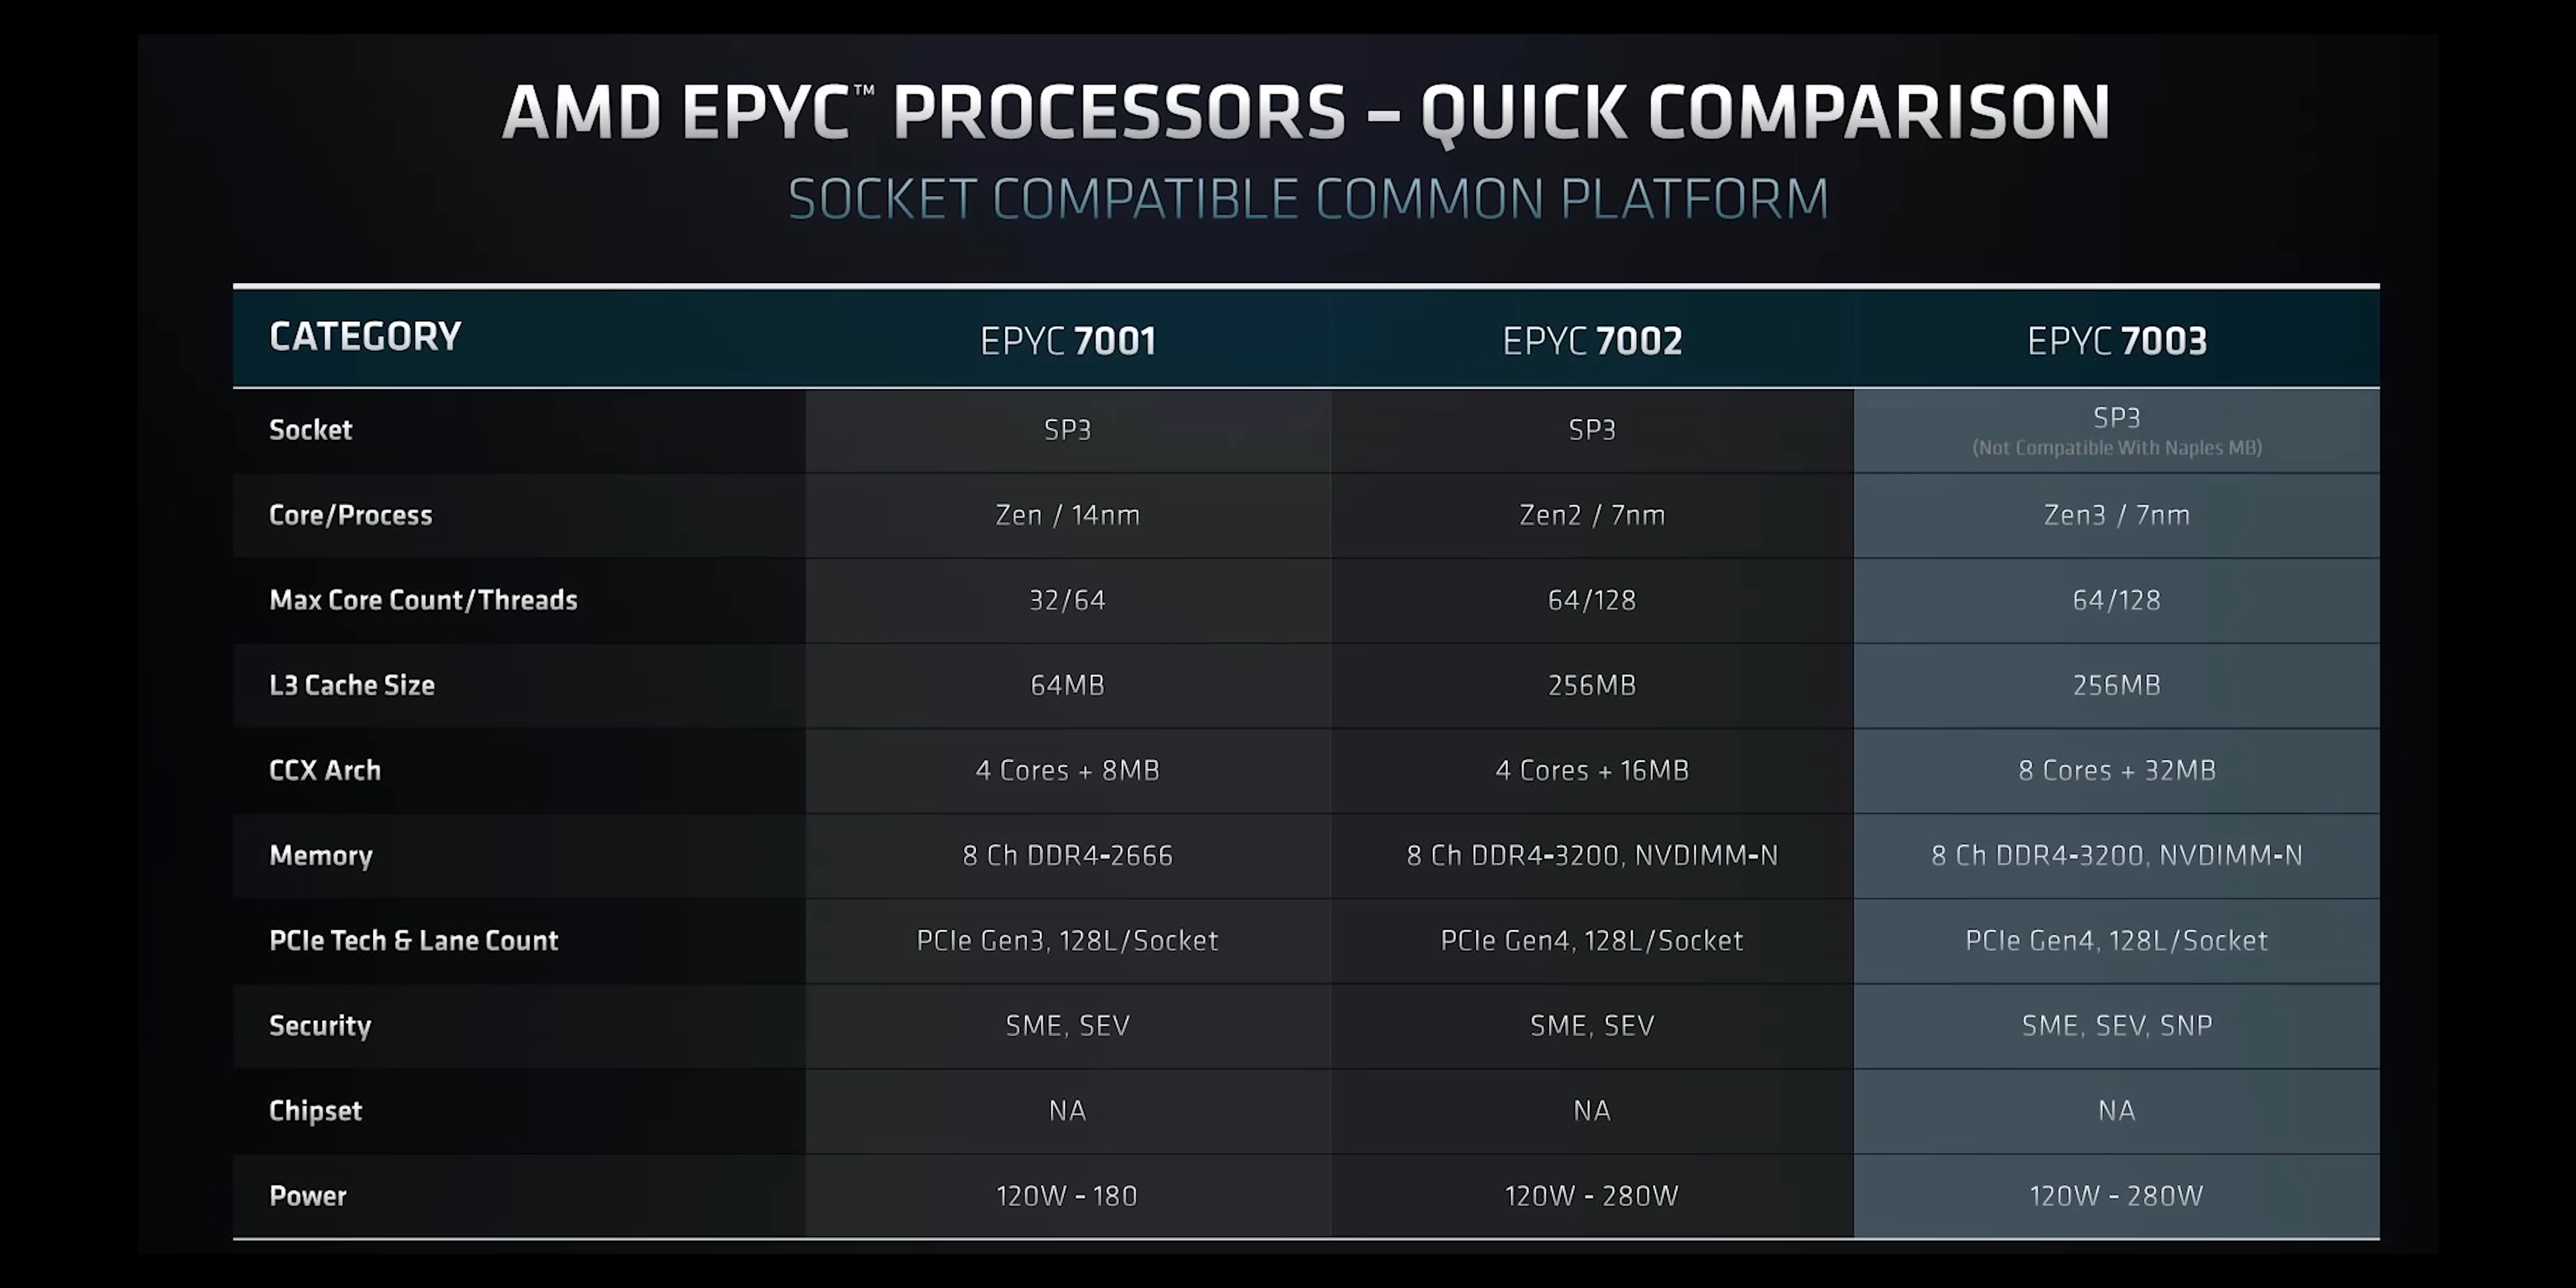 AMD EPYC™ PROCESSORS – QUICK COMPARISON
SOCKET COMPATIBLE COMMON PLATFORM
CATEGORY EPYC 7001 EPYC 7002 EPYC 7003
Socket SP3 SP3 SP3
(Not Compatible With Naples MB)
Core/Process Zen / 14nm Zen2 / 7nm Zen3 / 7nm
Max Core Count/Threads 32/64 64/128 64/128
L3 Cache Size 64MB 256MB 256MB
CCX Arch 4 Cores + 8MB 4 Cores + 16MB 8 Cores + 32MB
Memory 8 Ch DDR4-2666 8 Ch DDR4-3200, NVDIMM-N 8 Ch DDR4-3200, NVDIMM-N
PCIe Tech & Lane Count PCIe Gen3, 128L/Socket PCIe Gen4, 128L/Socket PCIe Gen4, 128L/Socket
Security SME, SEV SME, SEV SME, SEV, SNP
Chipset NA NA NA
Power 120W - 180 120W - 280W 120W - 280W